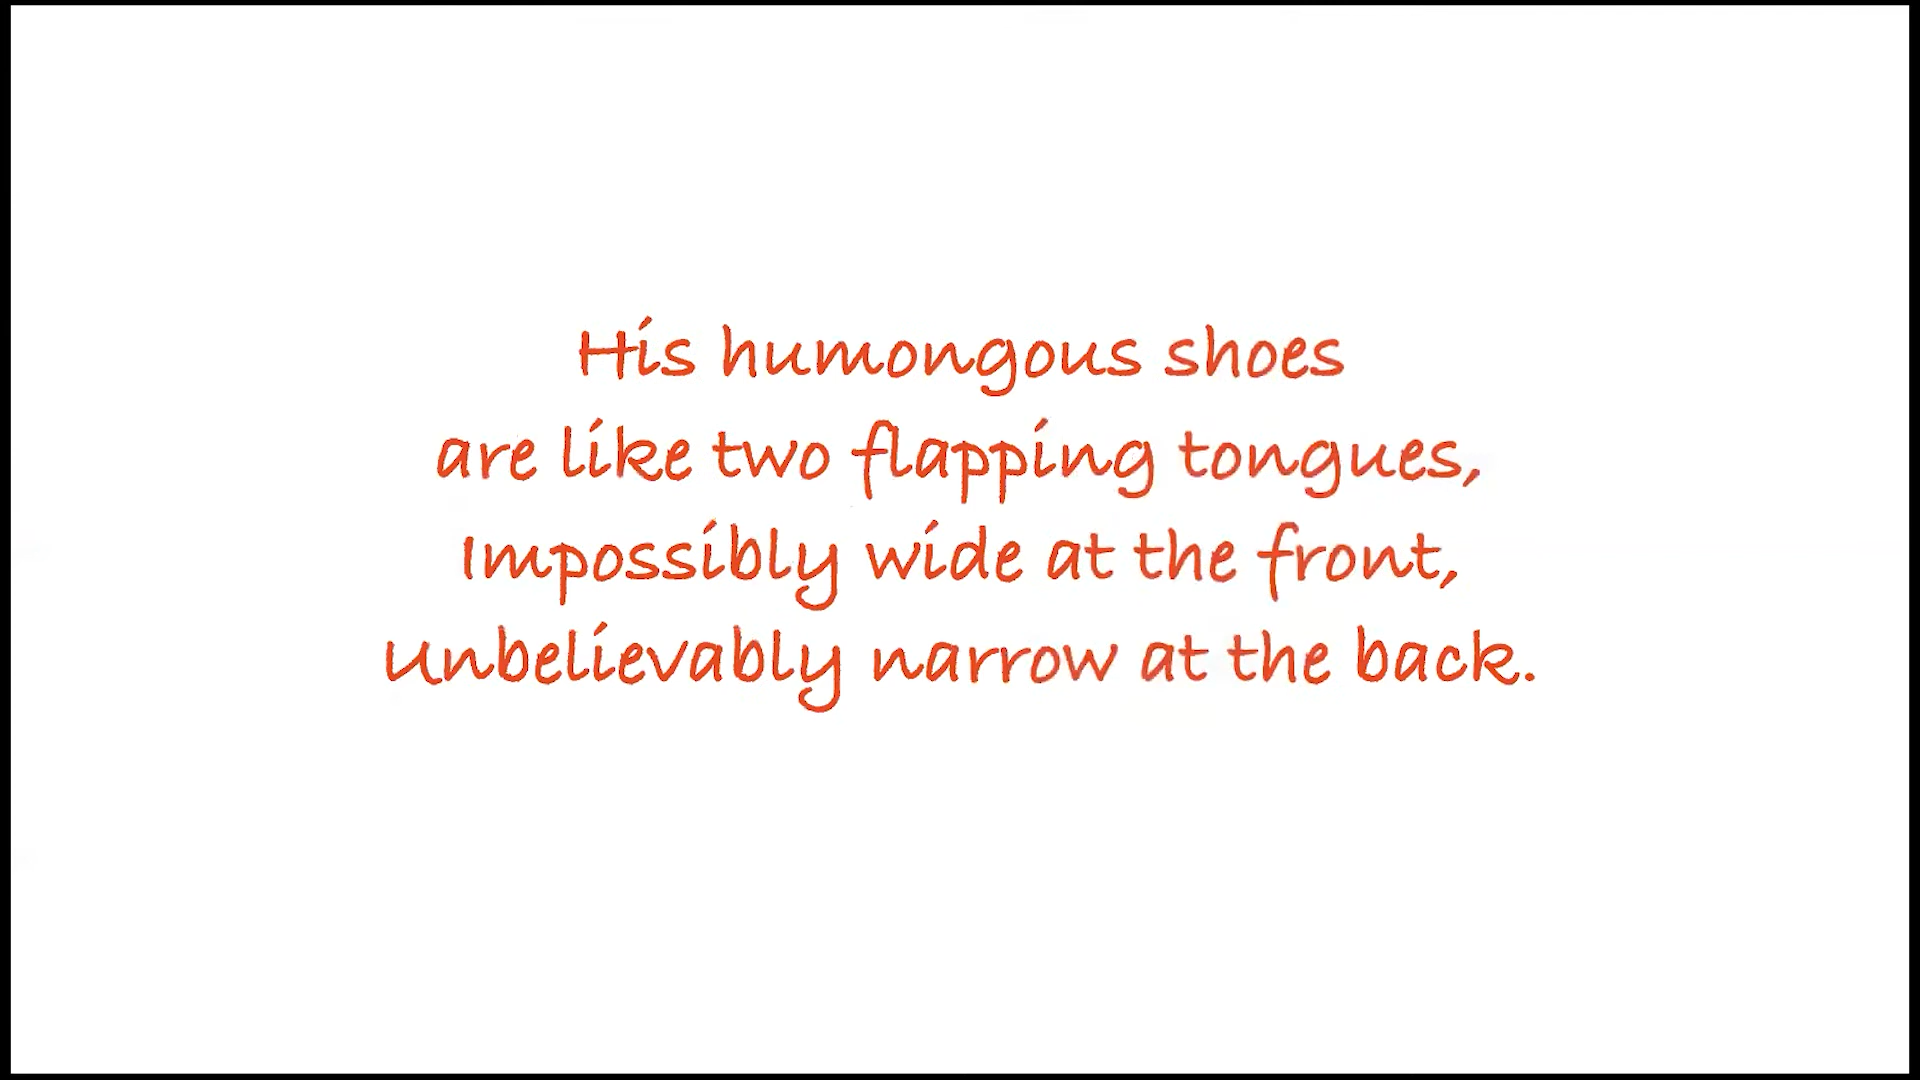 His humongous shoes
are like two flapping tongues,
Impossibly wide at the front,
Unbelievably narrow at the back.